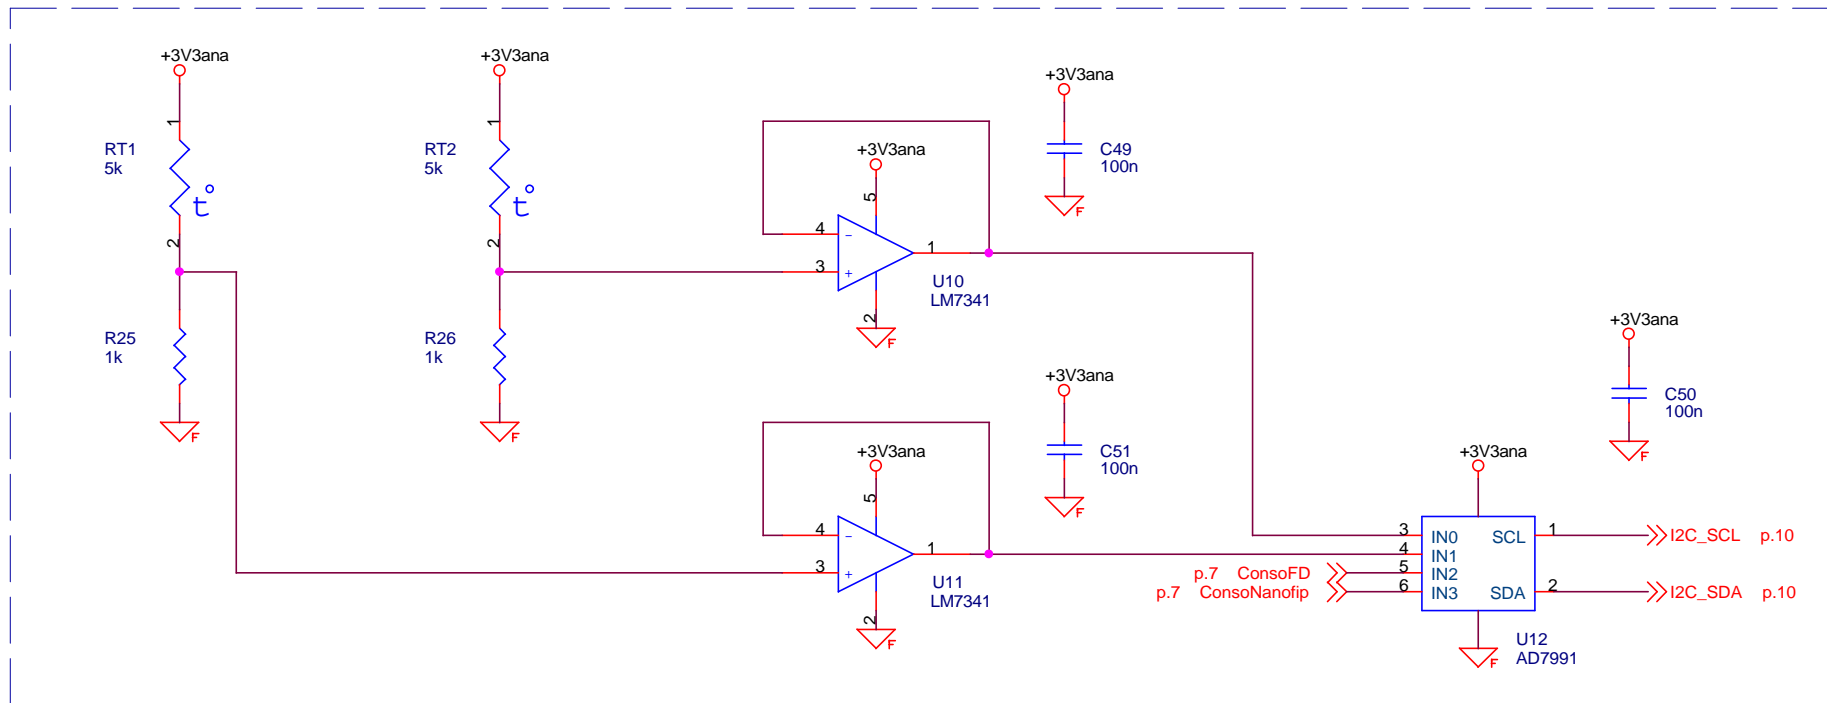 +3V3ana
+3V3ana
+3V3ana
+3V3ana
1
1
RT1
5k
RT2
5k
t°
t°
2
2
C49
100n
F
5
4
-
3
+
1
U10
LM7341
2
F
R25
1k
R26
1k
F
F
+3V3ana
C51
100n
F
+3V3ana
5
4
-
3
+
1
U11
LM7341
2
F
+3V3ana
C50
100n
F
+3V3ana
3 IN0 SCL 1 I2C_SCL p.10
4 IN1
p.7 ConsoFD 5 IN2
p.7 ConsoNanofip 6 IN3 SDA 2 I2C_SDA p.10
U12
AD7991
F